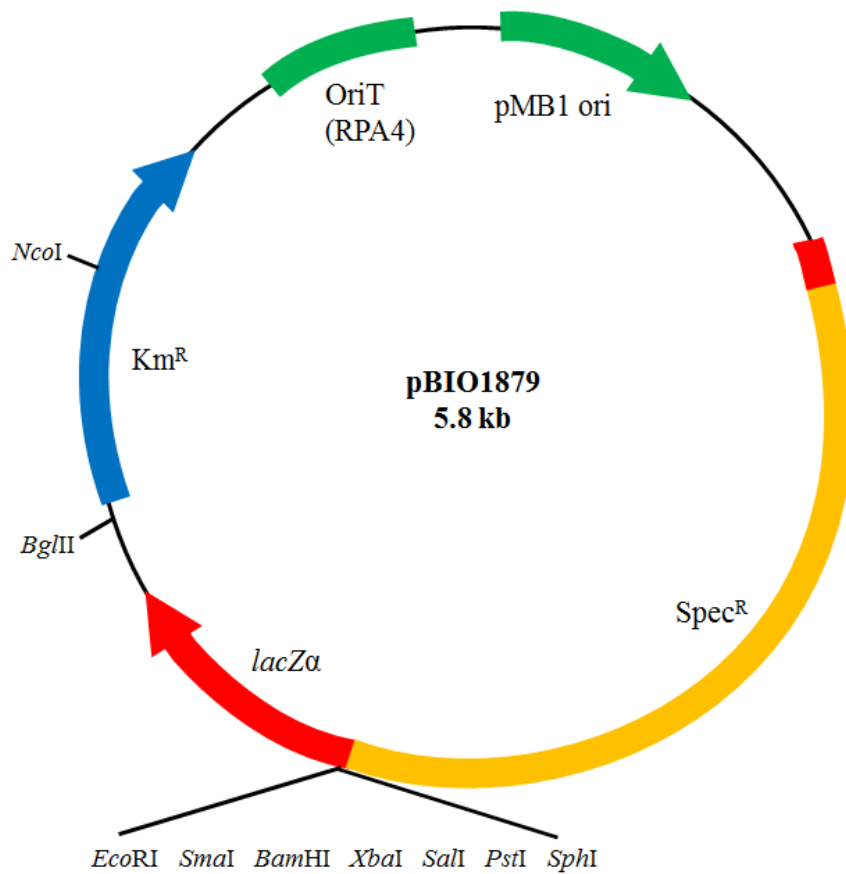 OriT
(RPA4)
pMB1 ori
NcoI
Kmᴿ
pBIO1879
5.8 kb
BglII
Specᴿ
lacZα
EcoRI SmaI BamHI XbaI SalI PstI SphI